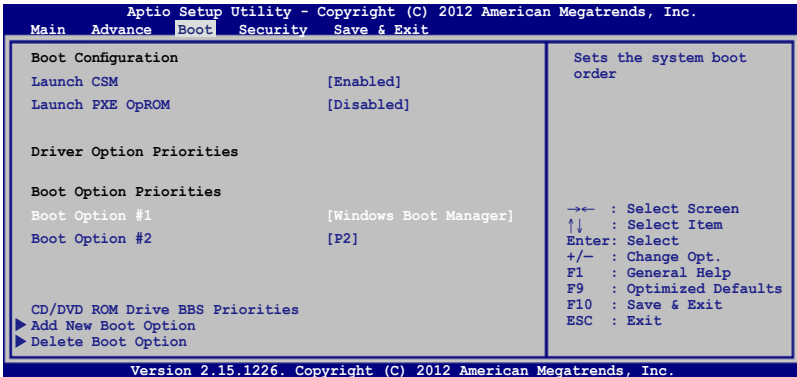 Aptio Setup Utility - Copyright (C) 2012 American Megatrends, Inc.
Main Advance Boot Security Save & Exit
Boot Configuration
Launch CSM [Enabled]
Launch PXE OpROM [Disabled]
Driver Option Priorities
Boot Option Priorities
Boot Option #1 [Windows Boot Manager]
Boot Option #2 [P2]
CD/DVD ROM Drive BBS Priorities
Add New Boot Option
Delete Boot Option
Sets the system boot
order
→← : Select Screen
↑↓ : Select Item
Enter: Select
+/— : Change Opt.
F1 : General Help
F9 : Optimized Defaults
F10 : Save & Exit
ESC : Exit
Version 2.15.1226. Copyright (C) 2012 American Megatrends, Inc.